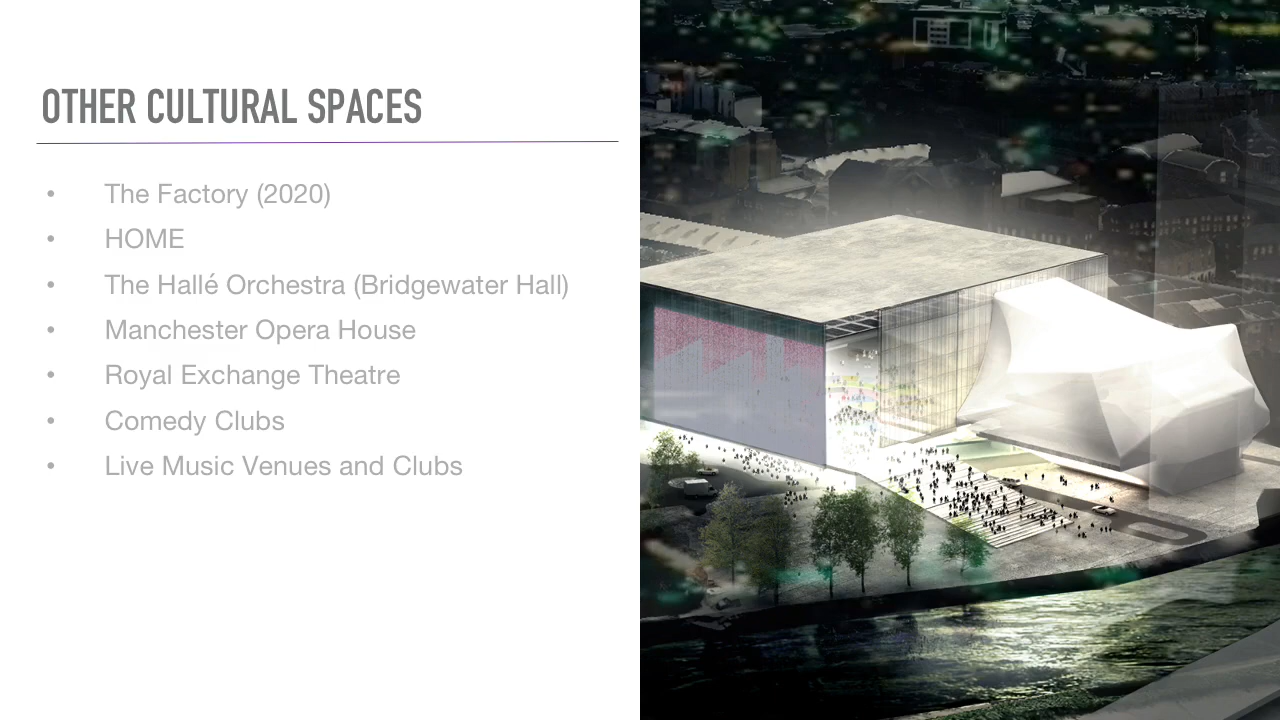 OTHER CULTURAL SPACES
• The Factory (2020)
• HOME
• The Hallé Orchestra (Bridgewater Hall)
• Manchester Opera House
• Royal Exchange Theatre
• Comedy Clubs
• Live Music Venues and Clubs